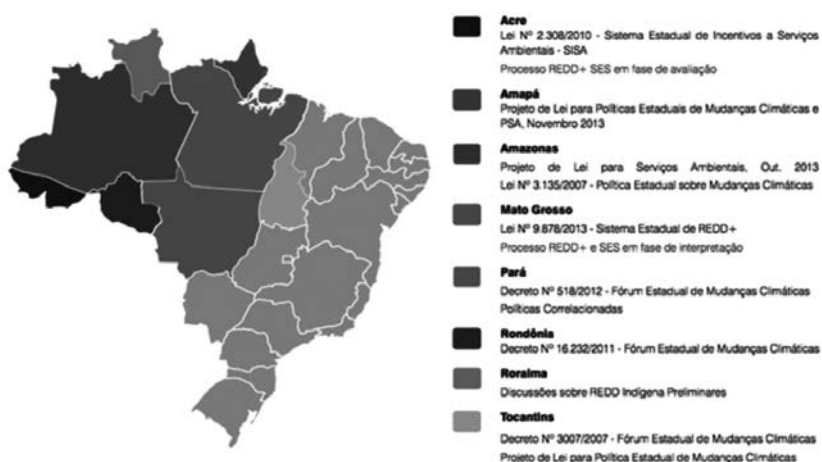 Acre
Lei Nº 2.308/2010 - Sistema Estadual de Incentivos a Serviços
Ambientais - SISA
Processo REDD+ SES em fase de avaliação
Amapá
Projeto de Lei para Políticas Estaduais de Mudanças Climáticas e
PSA, Novembro 2013
Amazonas
Projeto de Lei para Serviços Ambientais, Out. 2013
Lei Nº 3.135/2007 - Política Estadual sobre Mudanças Climáticas
Mato Grosso
Lei Nº 9.878/2013 - Sistema Estadual de REDD+
Processo REDD+ e SES em fase de interpretação
Pará
Decreto Nº 518/2012 - Fórum Estadual de Mudanças Climáticas
Políticas Correlacionadas
Rondônia
Decreto Nº 16.232/2011 - Fórum Estadual de Mudanças Climáticas
Roraima
Discussões sobre REDD Indígena Preliminares
Tocantins
Decreto Nº 3007/2007 - Fórum Estadual de Mudanças Climáticas
Projeto de Lei para Política Estadual de Mudanças Climáticas